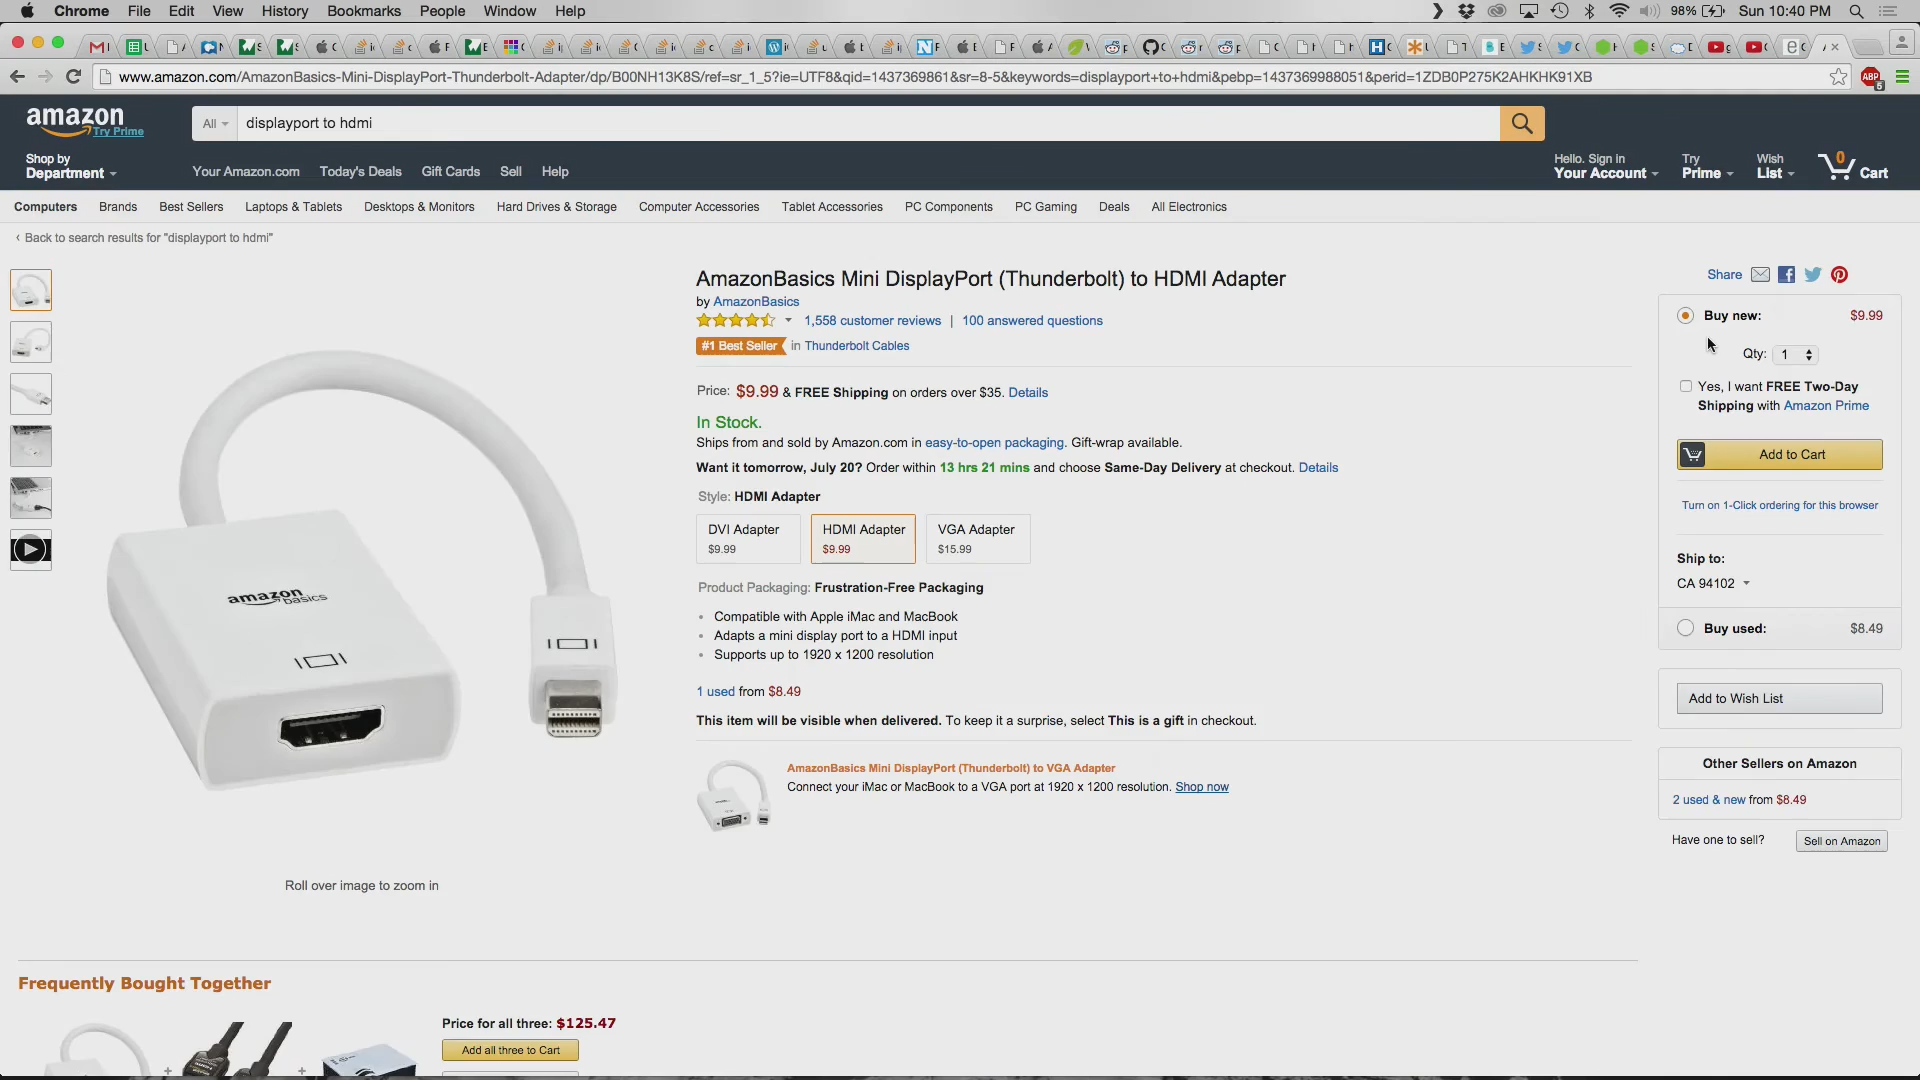 Chrome File Edit View History Bookmarks People Window Help
98% Sun 10:40 PM
www.amazon.com/AmazonBasics-Mini-DisplayPort-Thunderbolt-Adapter/dp/B00NH13K8S/ref=sr_1_5?ie=UTF8&qid=1437369861&sr=8-5&keywords=displayport+to+hdmi&pebp=1437369988051&perid=1ZDB0P275K2AHKHK91XB
ABP
5
amazon
Try Prime
All
displayport to hdmi
Shop by
Department
Your Amazon.com Today's Deals Gift Cards Sell Help
Hello. Sign in
Your Account
Try
Prime
Wish
List
0
Cart
Computers Brands Best Sellers Laptops & Tablets Desktops & Monitors Hard Drives & Storage Computer Accessories Tablet Accessories PC Components PC Gaming Deals All Electronics
‹ Back to search results for "displayport to hdmi"
amazon
basics
Roll over image to zoom in
AmazonBasics Mini DisplayPort (Thunderbolt) to HDMI Adapter
by AmazonBasics
1,558 customer reviews | 100 answered questions
#1 Best Seller in Thunderbolt Cables
Price: $9.99 & FREE Shipping on orders over $35. Details
In Stock.
Ships from and sold by Amazon.com in easy-to-open packaging. Gift-wrap available.
Want it tomorrow, July 20? Order within 13 hrs 21 mins and choose Same-Day Delivery at checkout. Details
Style: HDMI Adapter
DVI Adapter
$9.99
HDMI Adapter
$9.99
VGA Adapter
$15.99
Product Packaging: Frustration-Free Packaging
• Compatible with Apple iMac and MacBook
• Adapts a mini display port to a HDMI input
• Supports up to 1920 x 1200 resolution
1 used from $8.49
This item will be visible when delivered. To keep it a surprise, select This is a gift in checkout.
AmazonBasics Mini DisplayPort (Thunderbolt) to VGA Adapter
Connect your iMac or MacBook to a VGA port at 1920 x 1200 resolution. Shop now
Share
Buy new: $9.99
Qty: 1
Yes, I want FREE Two-Day
Shipping with Amazon Prime
Add to Cart
Turn on 1-Click ordering for this browser
Ship to:
CA 94102
Buy used: $8.49
Add to Wish List
Other Sellers on Amazon
2 used & new from $8.49
Have one to sell? Sell on Amazon
Frequently Bought Together
Price for all three: $125.47
Add all three to Cart